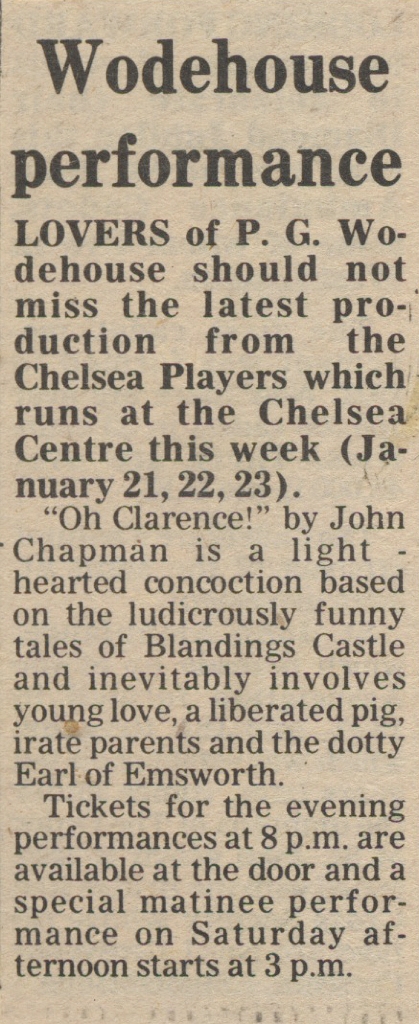 Wodehouse
performance
LOVERS of P. G. Wo-
dehouse should not
miss the latest pro-
duction from the
Chelsea Players which
runs at the Chelsea
Centre this week (Ja-
nuary 21, 22, 23).
"Oh Clarence!" by John
Chapman is a light -
hearted concoction based
on the ludicrously funny
tales of Blandings Castle
and inevitably involves
young love, a liberated pig,
irate parents and the dotty
Earl of Emsworth.
Tickets for the evening
performances at 8 p.m. are
available at the door and a
special matinee perfor-
mance on Saturday af-
ternoon starts at 3 p.m.